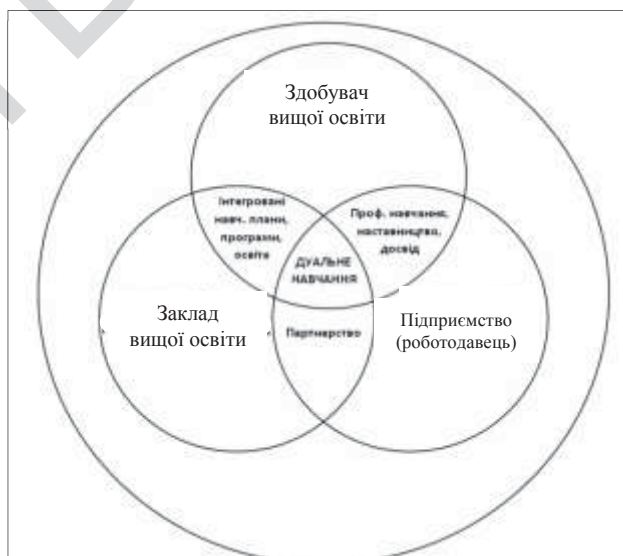 Здобувач
вищої освіти
Інтегровані
навч. плани,
програми,
освіта
Проф. навчання,
наставництво,
досвід
ДУАЛЬНЕ
НАВЧАННЯ
Заклад
вищої освіти
Партнерство
Підприємство
(роботодавець)